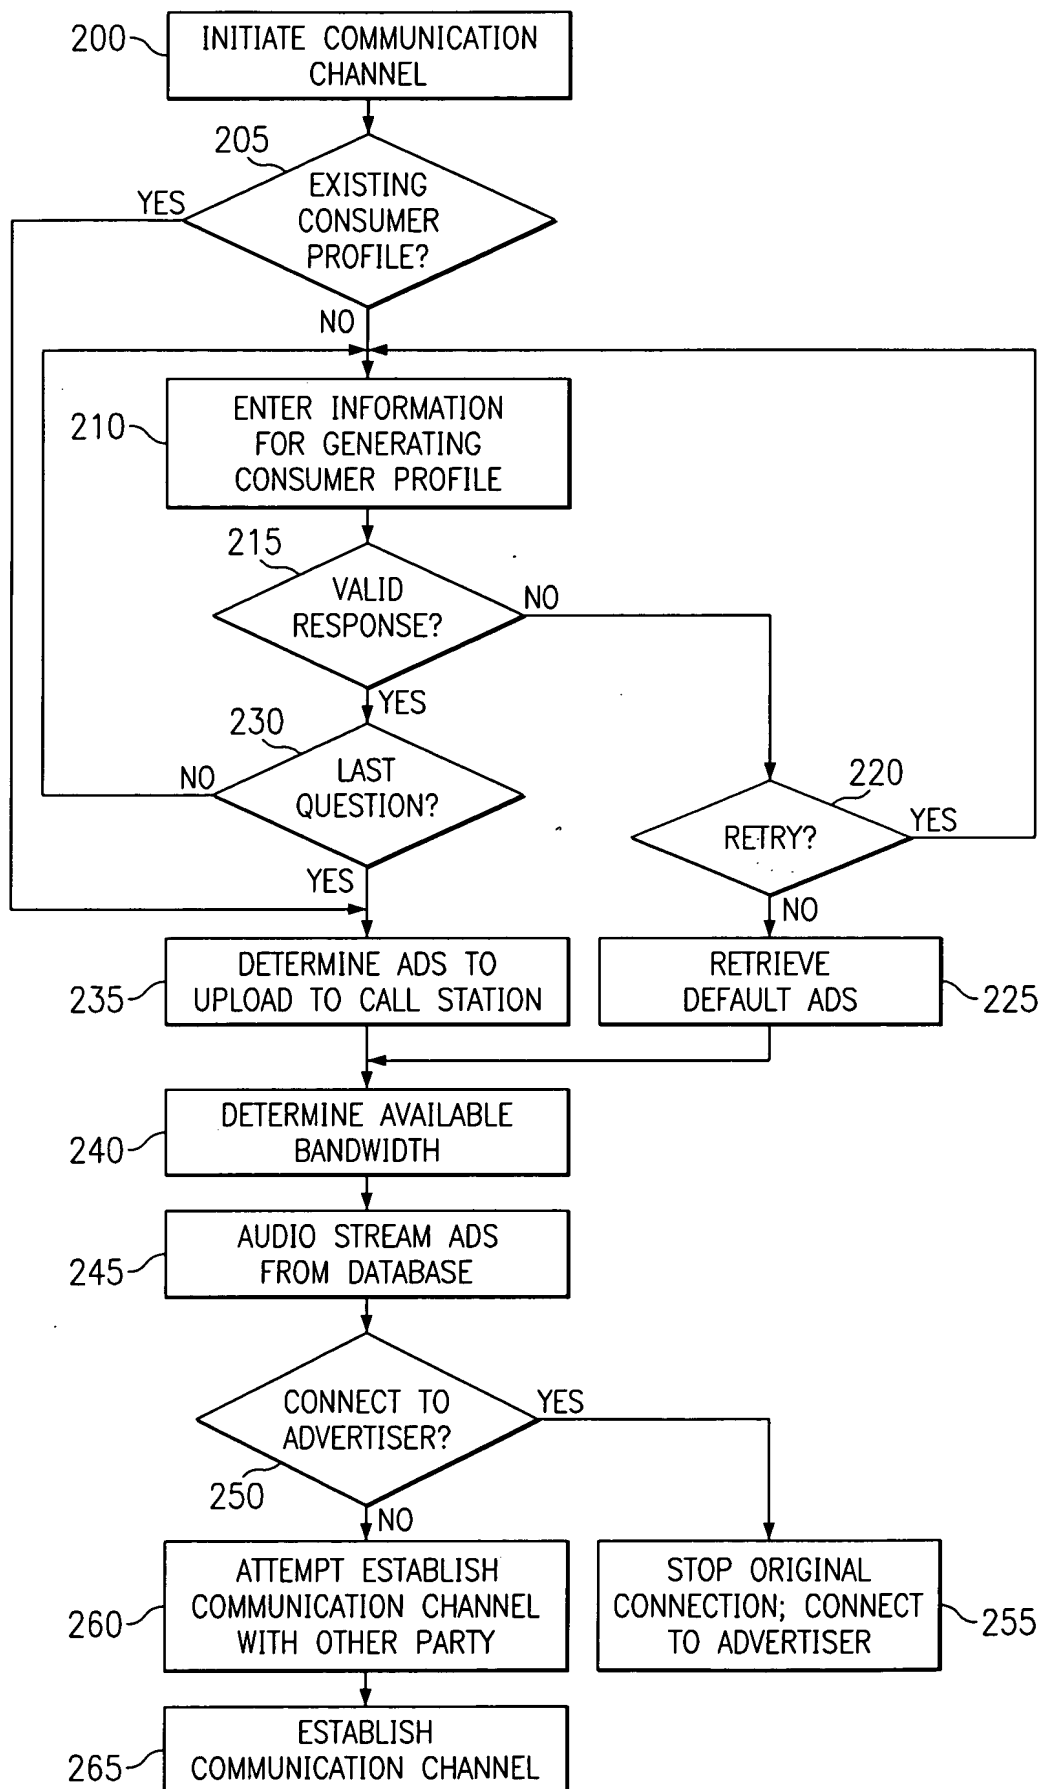 200
INITIATE COMMUNICATION
CHANNEL
205
YES
EXISTING
CONSUMER
PROFILE?
NO
210
ENTER INFORMATION
FOR GENERATING
CONSUMER PROFILE
215
VALID
RESPONSE?
NO
YES
230
NO
LAST
QUESTION?
YES
220
RETRY?
YES
NO
235
DETERMINE ADS TO
UPLOAD TO CALL STATION
RETRIEVE
DEFAULT ADS
225
240
DETERMINE AVAILABLE
BANDWIDTH
245
AUDIO STREAM ADS
FROM DATABASE
CONNECT TO
ADVERTISER?
YES
250
NO
260
ATTEMPT ESTABLISH
COMMUNICATION CHANNEL
WITH OTHER PARTY
STOP ORIGINAL
CONNECTION; CONNECT
TO ADVERTISER
255
265
ESTABLISH
COMMUNICATION CHANNEL